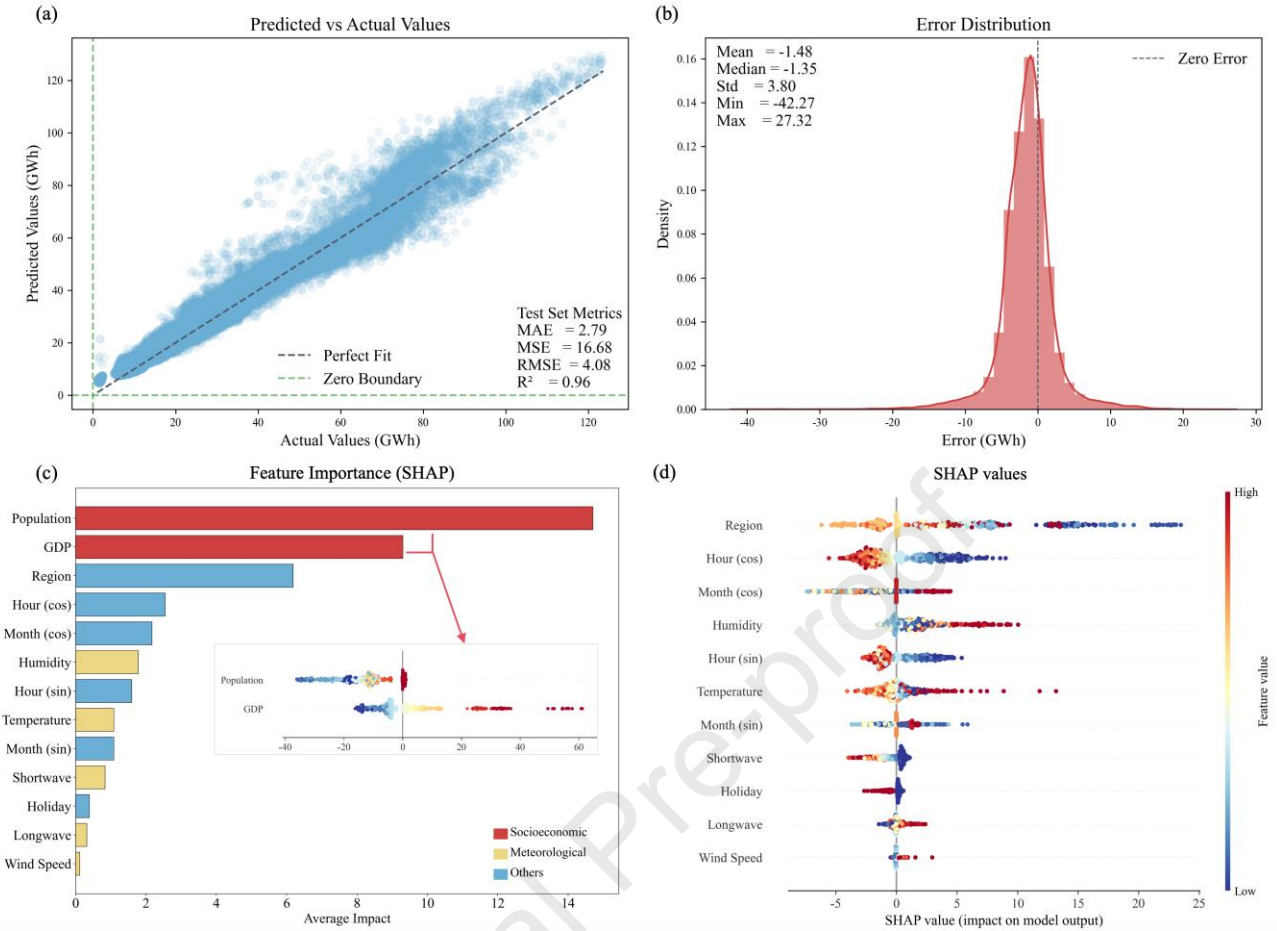 (a)
Predicted vs Actual Values
Predicted Values (GWh)
120
100
80
60
40
20
0
Perfect Fit
Zero Boundary
Test Set Metrics
MAE = 2.79
MSE = 16.68
RMSE = 4.08
R² = 0.96
0 20 40 60 80 100 120
Actual Values (GWh)
(b)
Error Distribution
Density
0.16
0.14
0.12
0.10
0.08
0.06
0.04
0.02
0.00
Mean = -1.48
Median = -1.35
Std = 3.80
Min = -42.27
Max = 27.32
Zero Error
-40 -30 -20 -10 0 10 20 30
Error (GWh)
(c)
Feature Importance (SHAP)
Population
GDP
Region
Hour (cos)
Month (cos)
Humidity
Hour (sin)
Temperature
Month (sin)
Shortwave
Holiday
Longwave
Wind Speed
Population
GDP
-40 -20 0 20 40 60
Socioeconomic
Meteorological
Others
0 2 4 6 8 10 12 14
Average Impact
(d)
SHAP values
Region
Hour (cos)
Month (cos)
Humidity
Hour (sin)
Temperature
Month (sin)
Shortwave
Holiday
Longwave
Wind Speed
-5 0 5 10 15 20 25
SHAP value (impact on model output)
High
Feature value
Low
Pre-proof